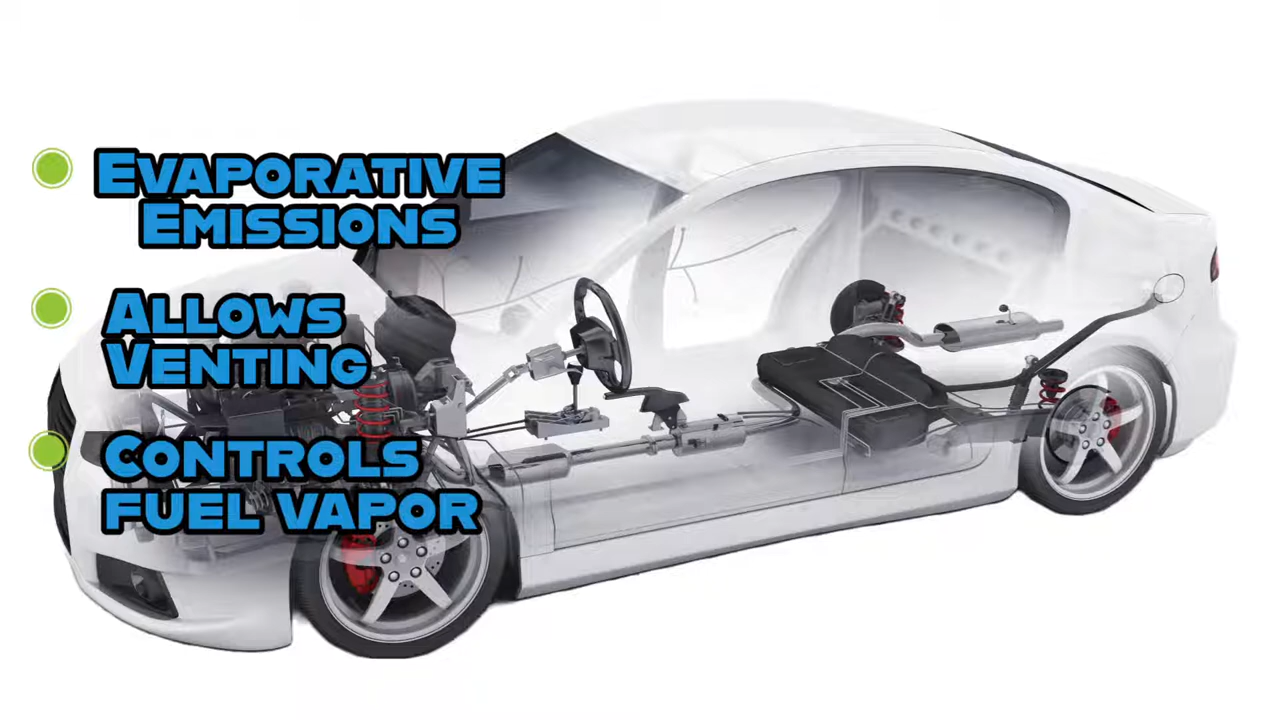 Evaporative
Emissions
Allows
Venting
Controls
fuel vapor